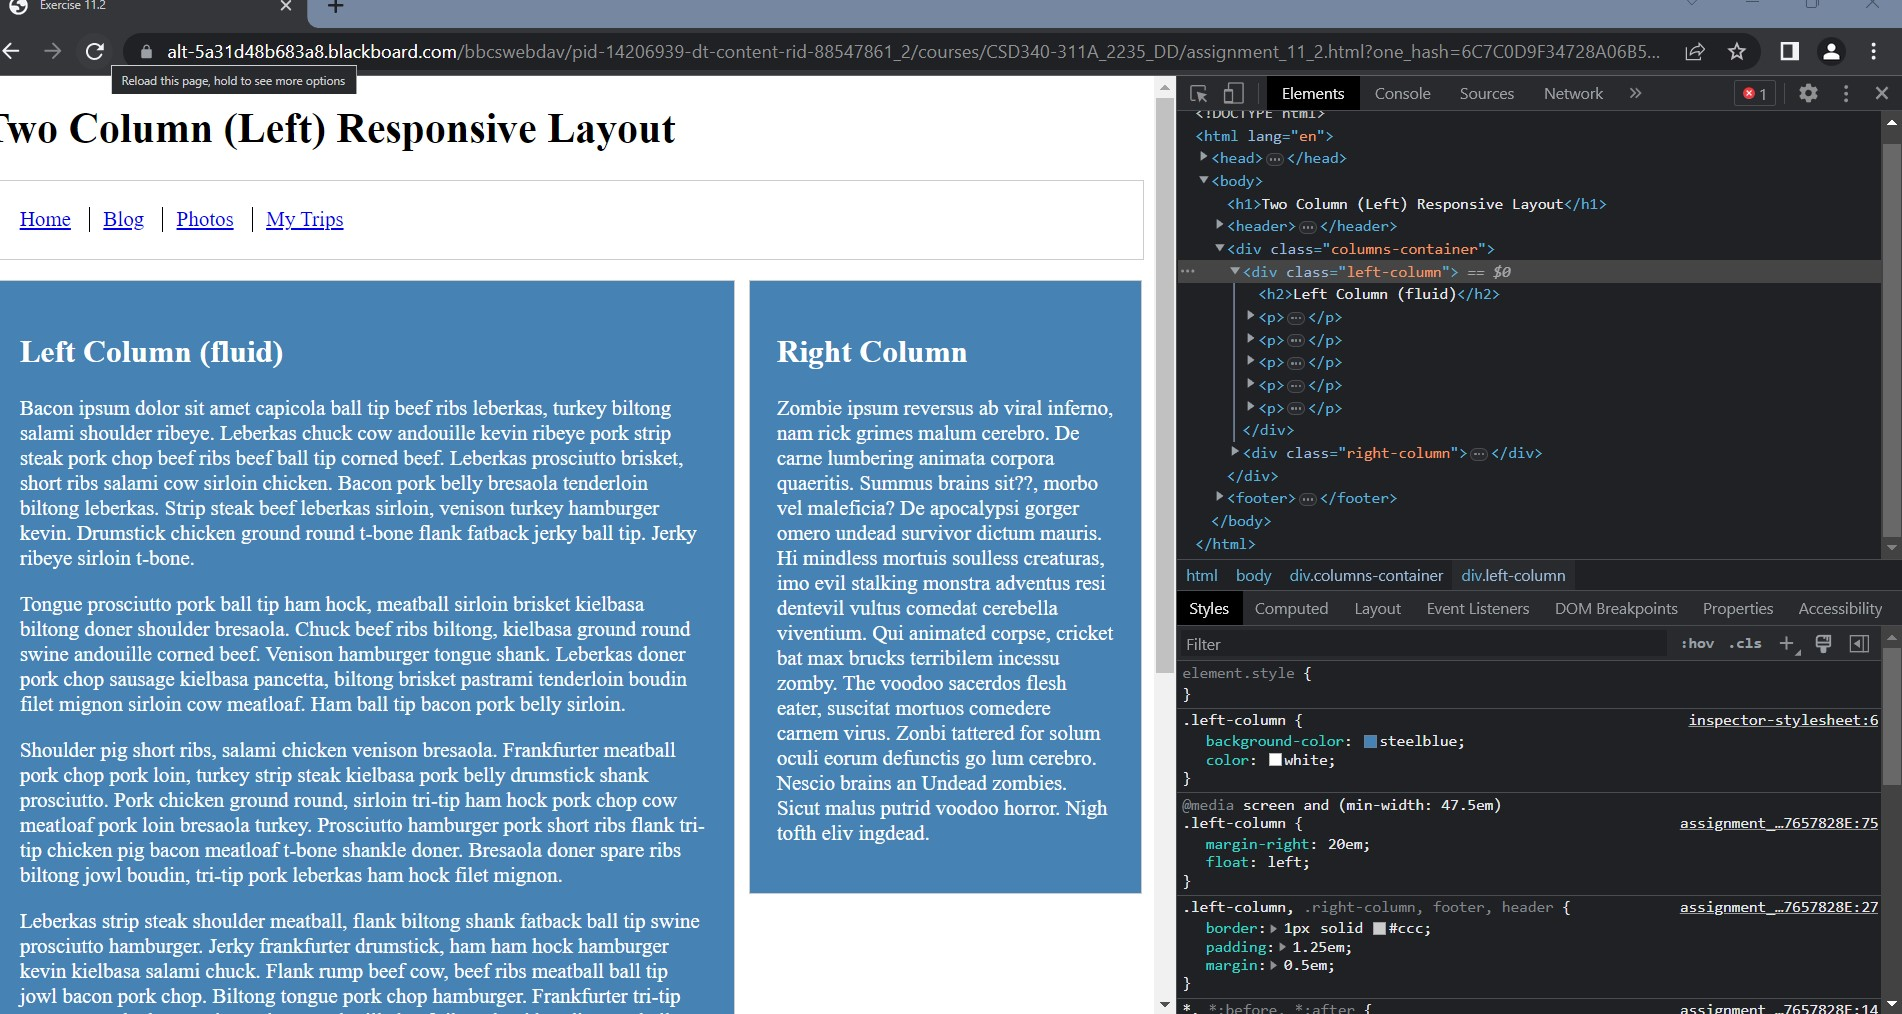 Exercise 11.2
alt-5a31d48b683a8.blackboard.com/bbcswebdav/pid-14206939-dt-content-rid-88547861_2/courses/CSD340-311A_2235_DD/assignment_11_2.html?one_hash=6C7C0D9F34728A06B5...
Reload this page, hold to see more options
Two Column (Left) Responsive Layout
Home Blog Photos My Trips
Left Column (fluid)
Bacon ipsum dolor sit amet capicola ball tip beef ribs leberkas, turkey biltong
salami shoulder ribeye. Leberkas chuck cow andouille kevin ribeye pork strip
steak pork chop beef ribs beef ball tip corned beef. Leberkas prosciutto brisket,
short ribs salami cow sirloin chicken. Bacon pork belly bresaola tenderloin
biltong leberkas. Strip steak beef leberkas sirloin, venison turkey hamburger
kevin. Drumstick chicken ground round t-bone flank fatback jerky ball tip. Jerky
ribeye sirloin t-bone.
Tongue prosciutto pork ball tip ham hock, meatball sirloin brisket kielbasa
biltong doner shoulder bresaola. Chuck beef ribs biltong, kielbasa ground round
swine andouille corned beef. Venison hamburger tongue shank. Leberkas doner
pork chop sausage kielbasa pancetta, biltong brisket pastrami tenderloin boudin
filet mignon sirloin cow meatloaf. Ham ball tip bacon pork belly sirloin.
Shoulder pig short ribs, salami chicken venison bresaola. Frankfurter meatball
pork chop pork loin, turkey strip steak kielbasa pork belly drumstick shank
prosciutto. Pork chicken ground round, sirloin tri-tip ham hock pork chop cow
meatloaf pork loin bresaola turkey. Prosciutto hamburger pork short ribs flank tri-
tip chicken pig bacon meatloaf t-bone shankle doner. Bresaola doner spare ribs
biltong jowl boudin, tri-tip pork leberkas ham hock filet mignon.
Leberkas strip steak shoulder meatball, flank biltong shank fatback ball tip swine
prosciutto hamburger. Jerky frankfurter drumstick, ham ham hock hamburger
kevin kielbasa salami chuck. Flank rump beef cow, beef ribs meatball ball tip
jowl bacon pork chop. Biltong tongue pork chop hamburger. Frankfurter tri-tip
Right Column
Zombie ipsum reversus ab viral inferno,
nam rick grimes malum cerebro. De
carne lumbering animata corpora
quaeritis. Summus brains sit??, morbo
vel maleficia? De apocalypsi gorger
omero undead survivor dictum mauris.
Hi mindless mortuis soulless creaturas,
imo evil stalking monstra adventus resi
dentevil vultus comedat cerebella
viventium. Qui animated corpse, cricket
bat max brucks terribilem incessu
zomby. The voodoo sacerdos flesh
eater, suscitat mortuos comedere
carnem virus. Zonbi tattered for solum
oculi eorum defunctis go lum cerebro.
Nescio brains an Undead zombies.
Sicut malus putrid voodoo horror. Nigh
tofth eliv ingdead.
Elements Console Sources Network » 1
<!DOCTYPE html>
<html lang="en">
<head> … </head>
<body>
<h1>Two Column (Left) Responsive Layout</h1>
<header> … </header>
<div class="columns-container">
<div class="left-column"> == $0
<h2>Left Column (fluid)</h2>
<p> … </p>
<p> … </p>
<p> … </p>
<p> … </p>
<p> … </p>
</div>
<div class="right-column"> … </div>
</div>
<footer> … </footer>
</body>
</html>
html body div.columns-container div.left-column
Styles Computed Layout Event Listeners DOM Breakpoints Properties Accessibility
Filter :hov .cls
element.style {
}
.left-column { inspector-stylesheet:6
background-color: steelblue;
color: white;
}
@media screen and (min-width: 47.5em)
.left-column { assignment_…7657828E:75
margin-right: 20em;
float: left;
}
.left-column, .right-column, footer, header { assignment_…7657828E:27
border: 1px solid #ccc;
padding: 1.25em;
margin: 0.5em;
}
*, *:before, *:after { assignment_…7657828E:14